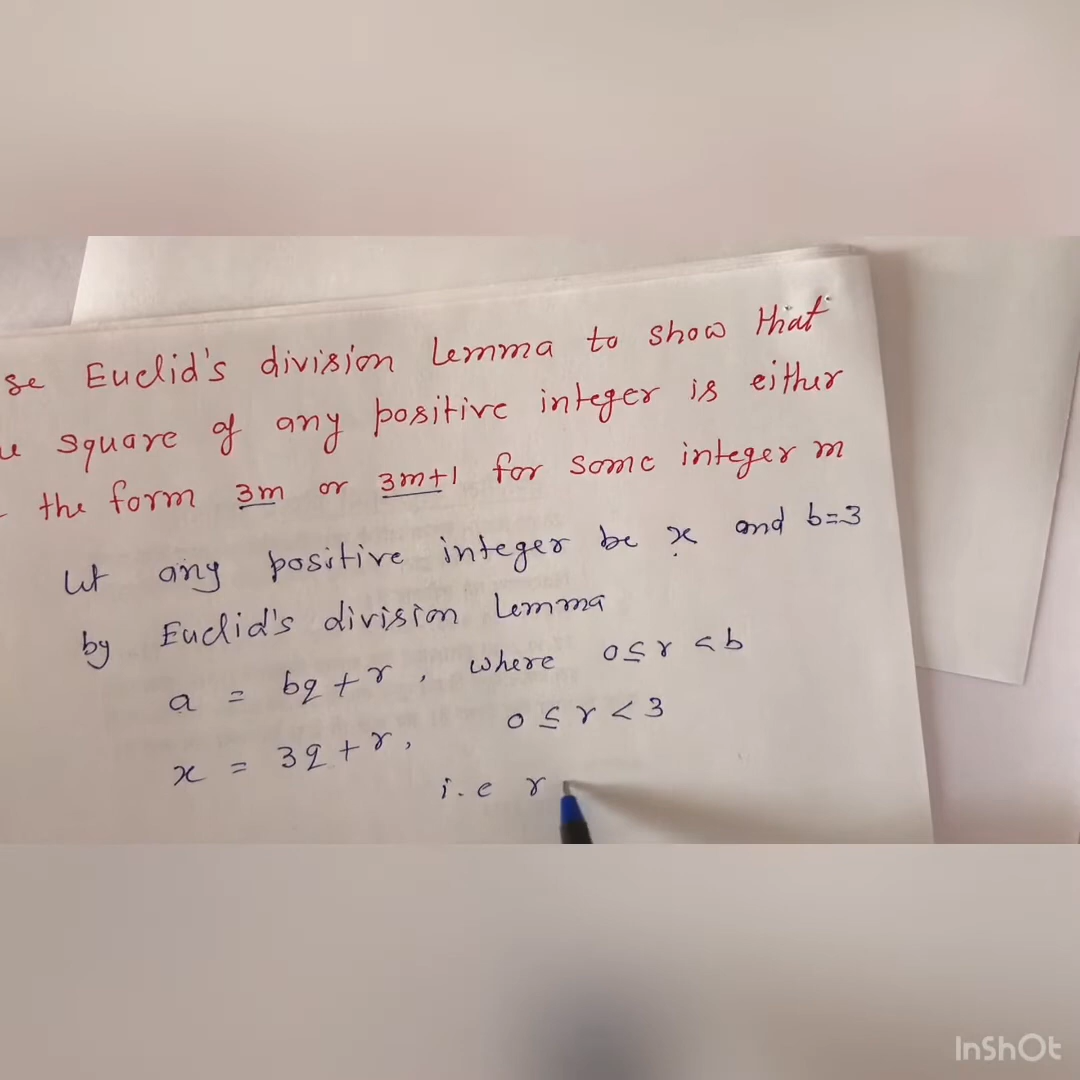 se Euclid's division Lemma to show that
square of any positive integer is either
the form 3m or 3m+1 for some integer m
Let any positive integer be x and b=3
by Euclid's division Lemma
a = bq + r, where 0 ≤ r < b
x = 3q + r, 0 ≤ r < 3
i.e r
InShOt